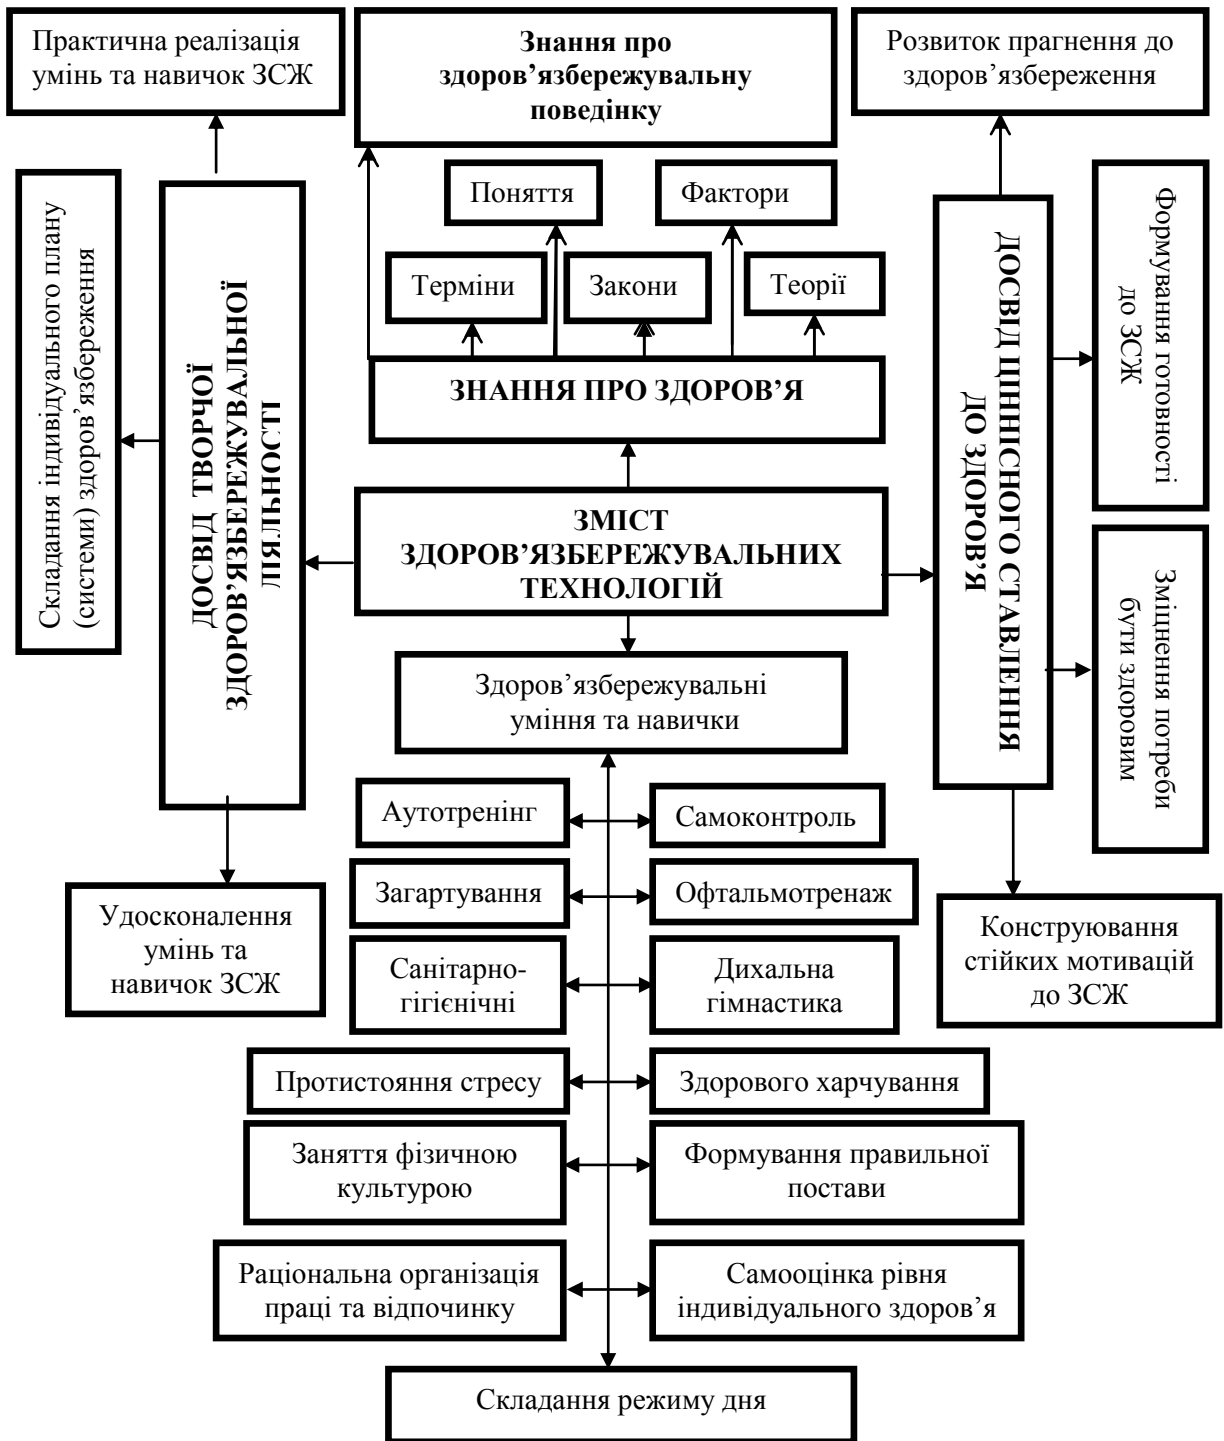 Практична реалізація
умінь та навичок ЗСЖ
Знання про
здоров’язбережувальну
поведінку
Розвиток прагнення до
здоров’язбереження
Поняття
Фактори
Терміни
Закони
Теорії
ЗНАННЯ ПРО ЗДОРОВ’Я
Складання індивідуального плану
(системи) здоров’язбереження
ДОСВІД ТВОРЧОЇ
ЗДОРОВ’ЯЗБЕРЕЖУВАЛЬНОЇ
ДІЯЛЬНОСТІ
ЗМІСТ
ЗДОРОВ’ЯЗБЕРЕЖУВАЛЬНИХ
ТЕХНОЛОГІЙ
ДОСВІД ЦІННІСНОГО СТАВЛЕННЯ
ДО ЗДОРОВ’Я
Формування готовності
до ЗСЖ
Зміцнення потреби
бути здоровим
Здоров’язбережувальні
уміння та навички
Аутотренінг
Самоконтроль
Загартування
Офтальмотренаж
Удосконалення
умінь та
навичок ЗСЖ
Санітарно-
гігієнічні
Дихальна
гімнастика
Конструювання
стійких мотивацій
до ЗСЖ
Протистояння стресу
Здорового харчування
Заняття фізичною
культурою
Формування правильної
постави
Раціональна організація
праці та відпочинку
Самооцінка рівня
індивідуального здоров’я
Складання режиму дня